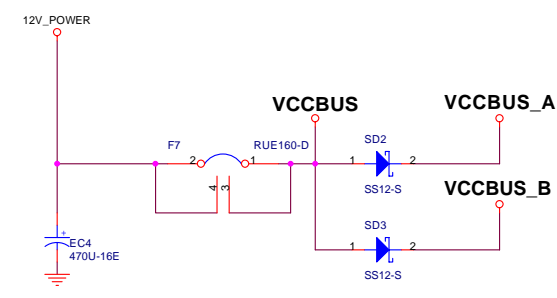 12V_POWER
VCCBUS
VCCBUS_A
F7
RUE160-D
SD2
2
1
1
2
SS12-S
4
3
VCCBUS_B
SD3
EC4
+
470U-16E
1
2
SS12-S